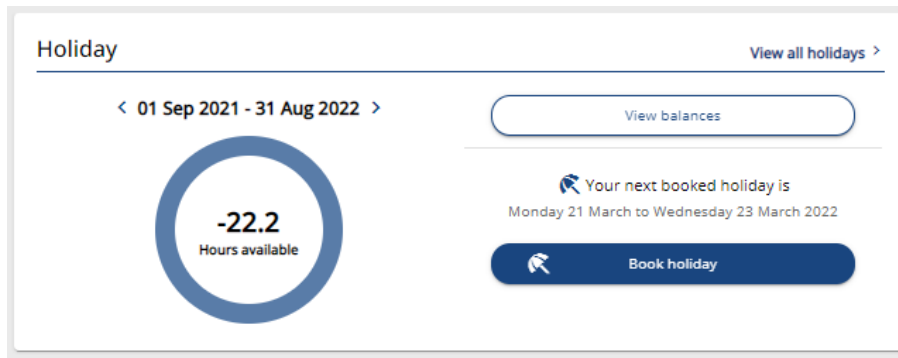 Holiday
View all holidays >
< 01 Sep 2021 - 31 Aug 2022 >
-22.2
Hours available
View balances
Your next booked holiday is
Monday 21 March to Wednesday 23 March 2022
Book holiday